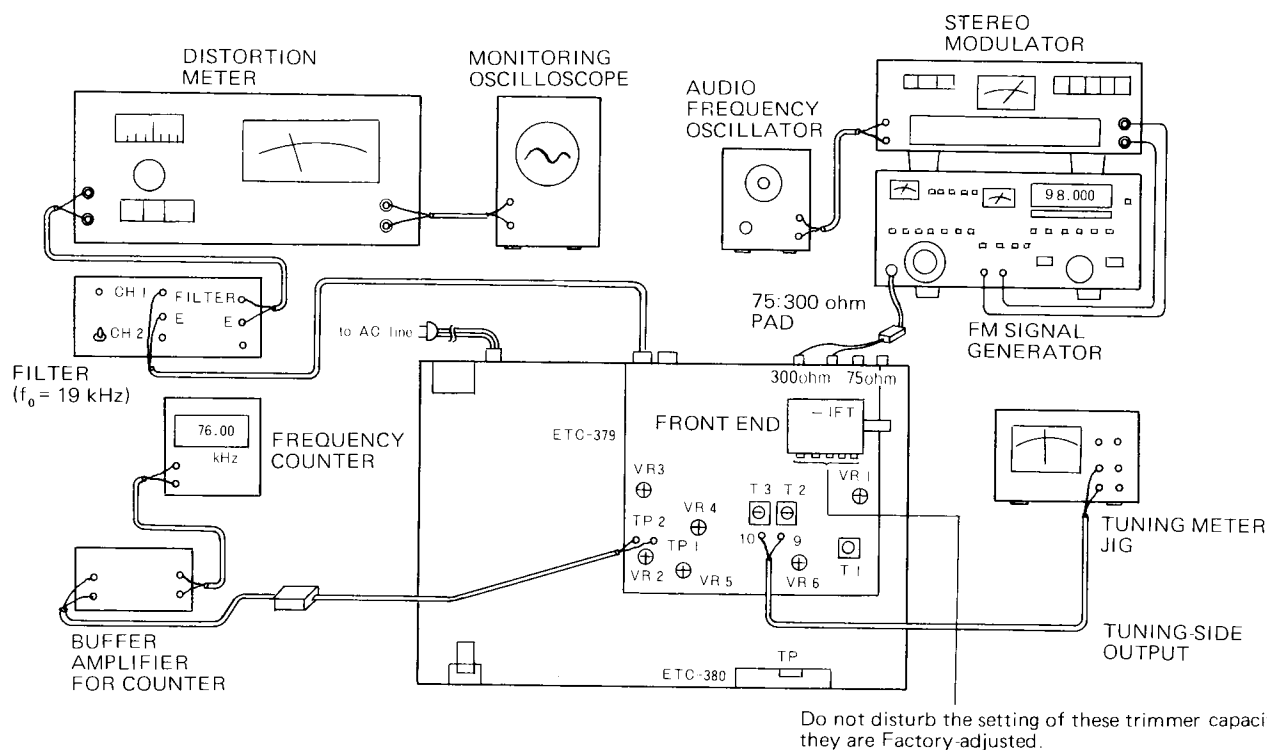 STEREO
MODULATOR
DISTORTION
METER
MONITORING
OSCILLOSCOPE
AUDIO
FREQUENCY
OSCILLATOR
98.000
CH 1
FILTER
E
E
CH 2
FILTER
(f₀ = 19 kHz)
to AC line
75:300 ohm
PAD
FM SIGNAL
GENERATOR
300ohm 75ohm
76.00
kHz
FREQUENCY
COUNTER
ETC-379
FRONT END
– IFT
VR3
VR 4
T 3
T 2
VR 1
TP 2
TP 1
10
9
VR 2
VR 5
VR 6
T 1
TUNING METER
JIG
BUFFER
AMPLIFIER
FOR COUNTER
TUNING-SIDE
OUTPUT
ETC-380
TP
Do not disturb the setting of these trimmer capaci
they are Factory-adjusted.